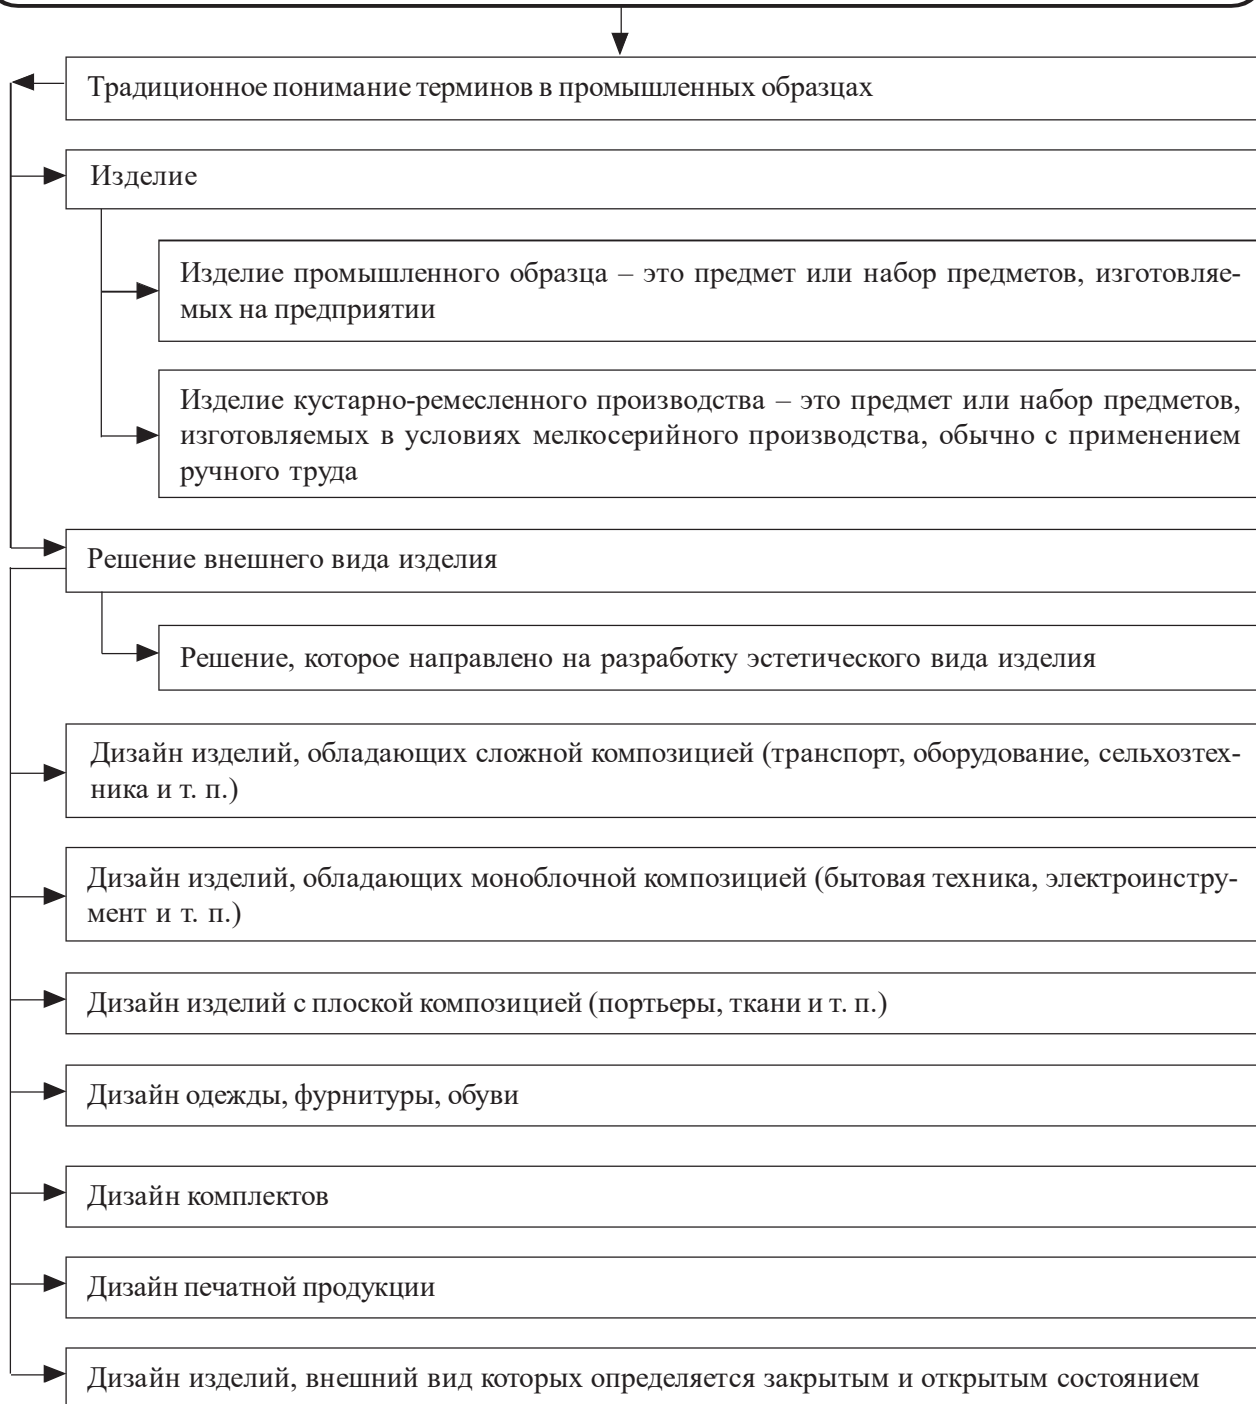 Традиционное понимание терминов в промышленных образцах
Изделие
Изделие промышленного образца – это предмет или набор предметов, изготовляе-
мых на предприятии
Изделие кустарно-ремесленного производства – это предмет или набор предметов,
изготовляемых в условиях мелкосерийного производства, обычно с применением
ручного труда
Решение внешнего вида изделия
Решение, которое направлено на разработку эстетического вида изделия
Дизайн изделий, обладающих сложной композицией (транспорт, оборудование, сельхозтех-
ника и т. п.)
Дизайн изделий, обладающих моноблочной композицией (бытовая техника, электроинстру-
мент и т. п.)
Дизайн изделий с плоской композицией (портьеры, ткани и т. п.)
Дизайн одежды, фурнитуры, обуви
Дизайн комплектов
Дизайн печатной продукции
Дизайн изделий, внешний вид которых определяется закрытым и открытым состоянием